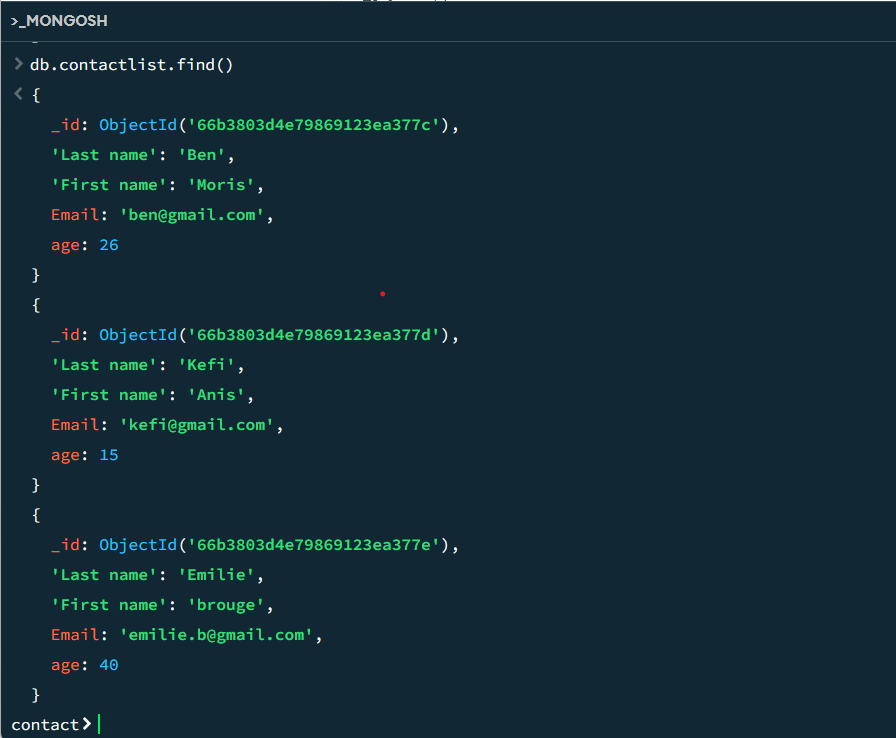 >_MONGOSH
> db.contactlist.find()
< {
_id: ObjectId('66b3803d4e79869123ea377c'),
'Last name': 'Ben',
'First name': 'Moris',
Email: 'ben@gmail.com',
age: 26
}
{
_id: ObjectId('66b3803d4e79869123ea377d'),
'Last name': 'Kefi',
'First name': 'Anis',
Email: 'kefi@gmail.com',
age: 15
}
{
_id: ObjectId('66b3803d4e79869123ea377e'),
'Last name': 'Emilie',
'First name': 'brouge',
Email: 'emilie.b@gmail.com',
age: 40
}
contact>